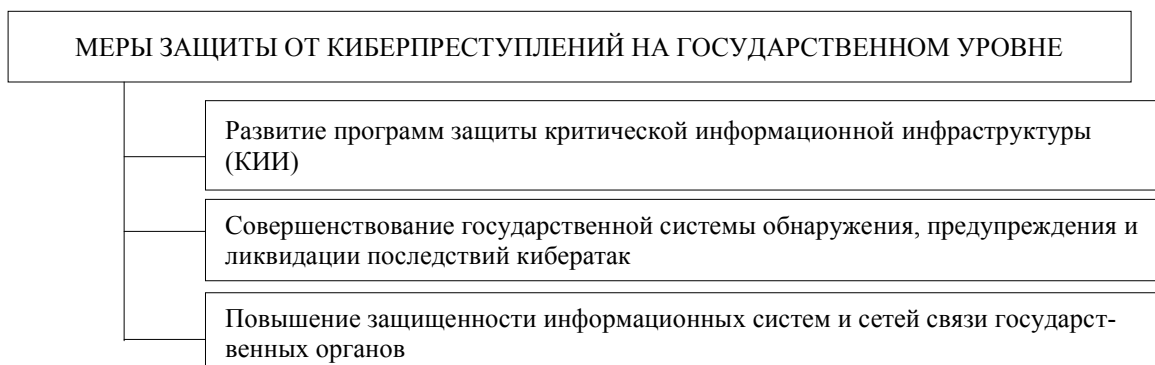 МЕРЫ ЗАЩИТЫ ОТ КИБЕРПРЕСТУПЛЕНИЙ НА ГОСУДАРСТВЕННОМ УРОВНЕ
Развитие программ защиты критической информационной инфраструктуры
(КИИ)
Совершенствование государственной системы обнаружения, предупреждения и
ликвидации последствий кибератак
Повышение защищенности информационных систем и сетей связи государст-
венных органов